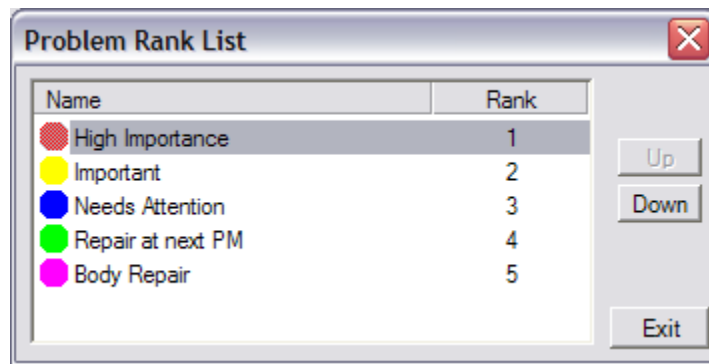 Problem Rank List
Name Rank
High Importance 1
Important 2
Needs Attention 3
Repair at next PM 4
Body Repair 5
Up
Down
Exit